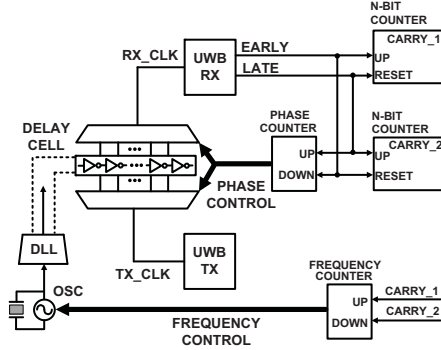 N-BIT
COUNTER
CARRY_1
UP
RESET
EARLY
LATE
RX_CLK
UWB
RX
DELAY
CELL
PHASE
COUNTER
UP
DOWN
N-BIT
COUNTER
CARRY_2
UP
RESET
PHASE
CONTROL
DLL
TX_CLK
UWB
TX
OSC
FREQUENCY
COUNTER
UP
DOWN
CARRY_1
CARRY_2
FREQUENCY
CONTROL